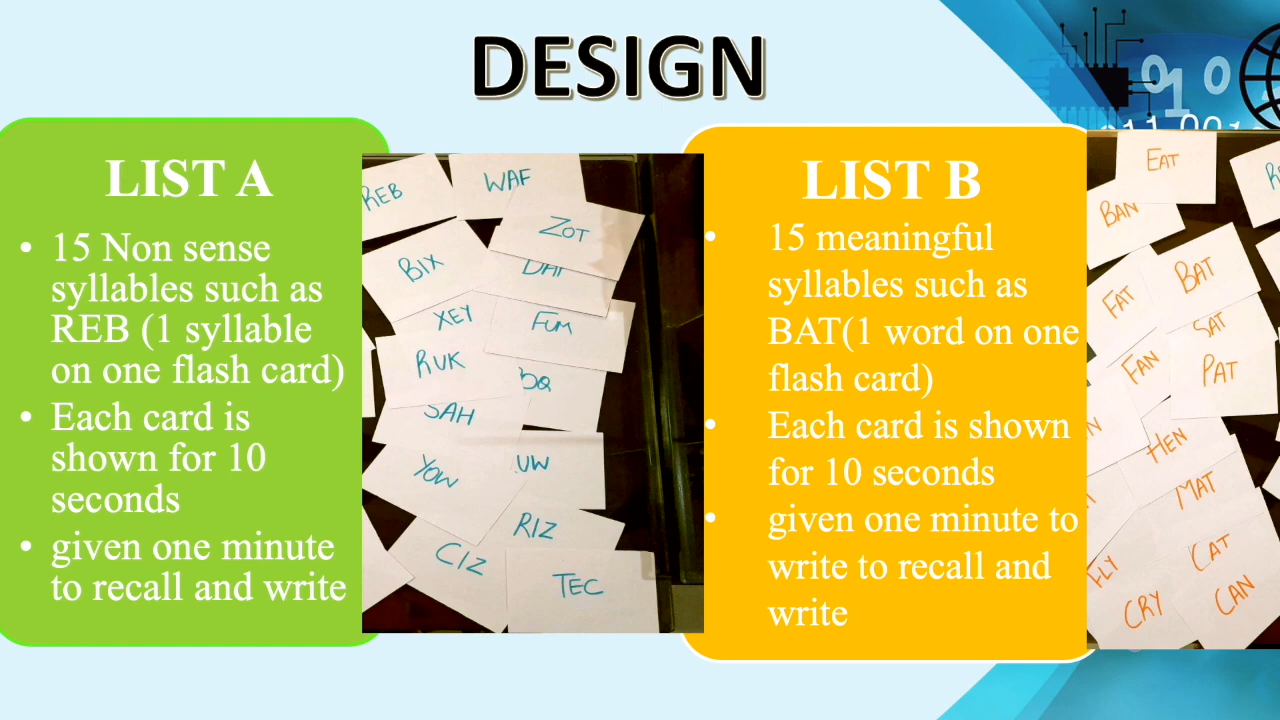 DESIGN
LIST A
• 15 Non sense
syllables such as
REB (1 syllable
on one flash card)
• Each card is
shown for 10
seconds
• given one minute
to recall and write
REB
WAF
ZOT
BIX
XEY
FUM
RUK
SAH
YOW
UW
RIZ
CIZ
TEC
LIST B
• 15 meaningful
syllables such as
BAT(1 word on one
flash card)
• Each card is shown
for 10 seconds
• given one minute to
write to recall and
write
EAT
BAN
BAT
FAT
SAT
FAN
PAT
HEN
MAT
CAT
FLY
CRY
CAN